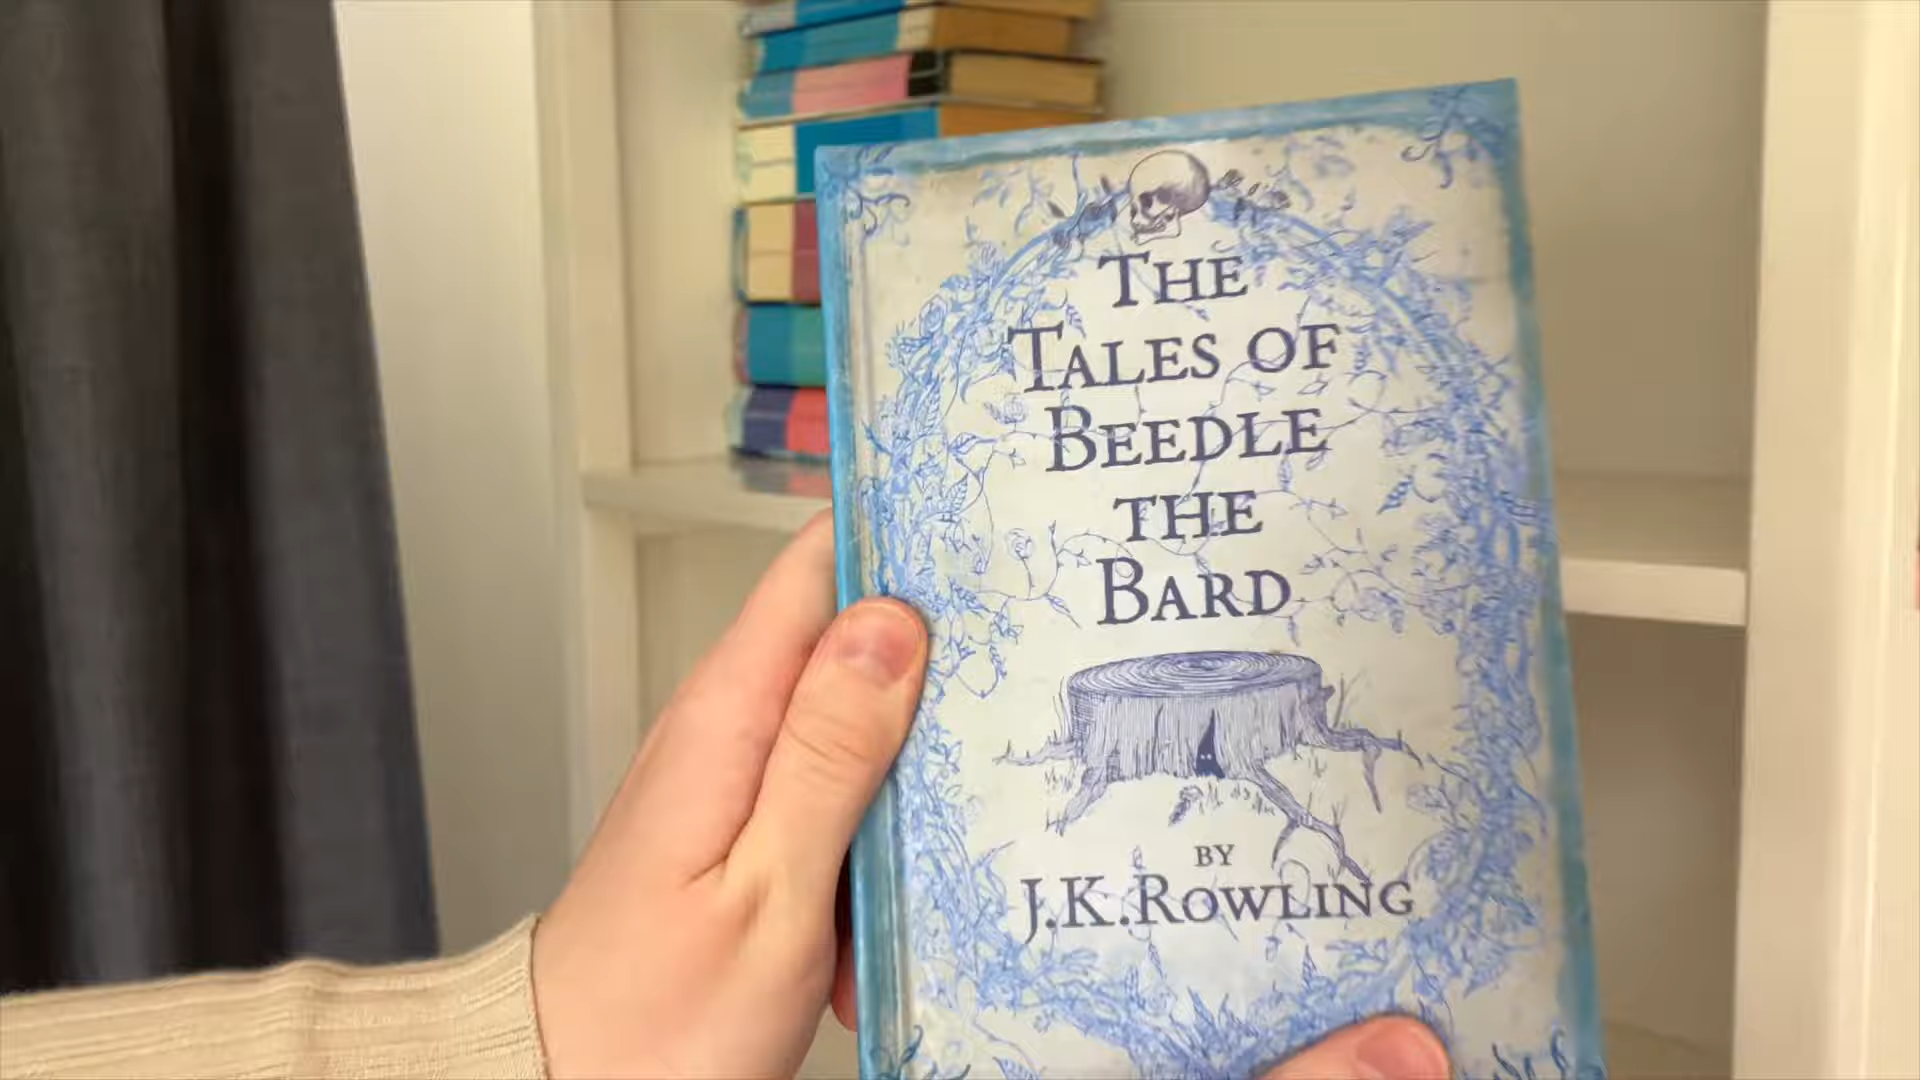 THE
TALES OF
BEEDLE
THE
BARD
BY
J.K.ROWLING